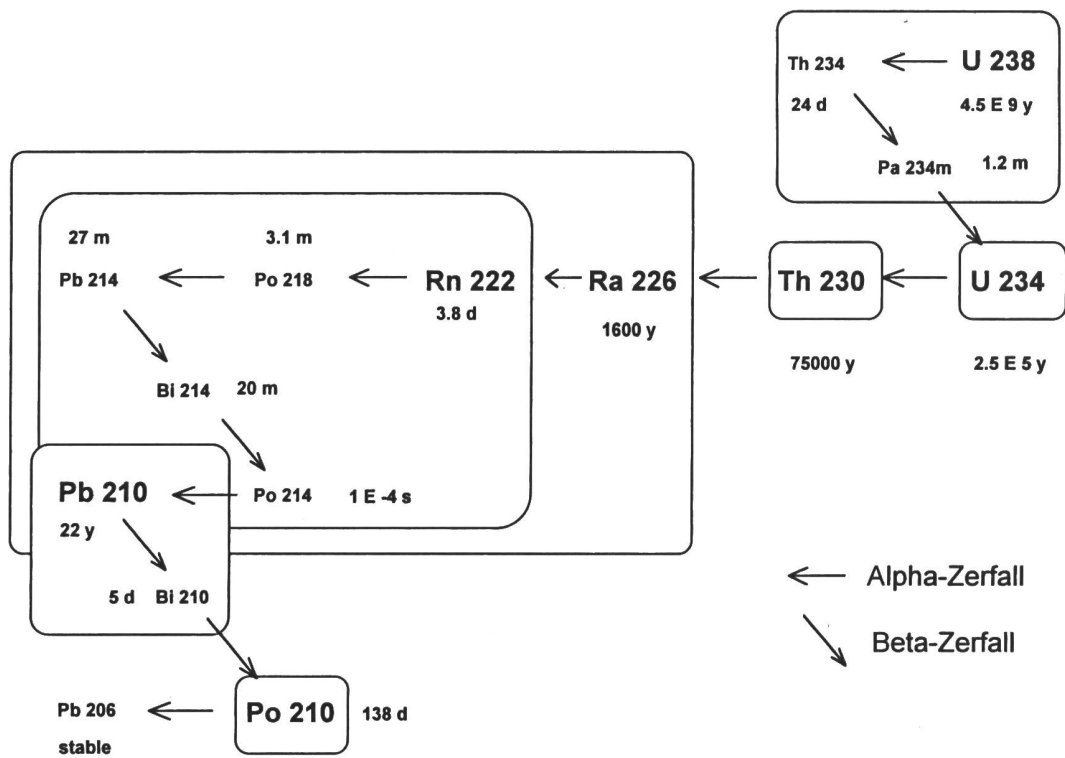 Th 234
U 238
24 d
4.5 E 9 y
Pa 234m
1.2 m
27 m
3.1 m
Pb 214
Po 218
Rn 222
Ra 226
Th 230
U 234
3.8 d
1600 y
75000 y
2.5 E 5 y
Bi 214
20 m
Pb 210
Po 214
1 E -4 s
22 y
5 d
Bi 210
Alpha-Zerfall
Beta-Zerfall
Pb 206
Po 210
138 d
stable